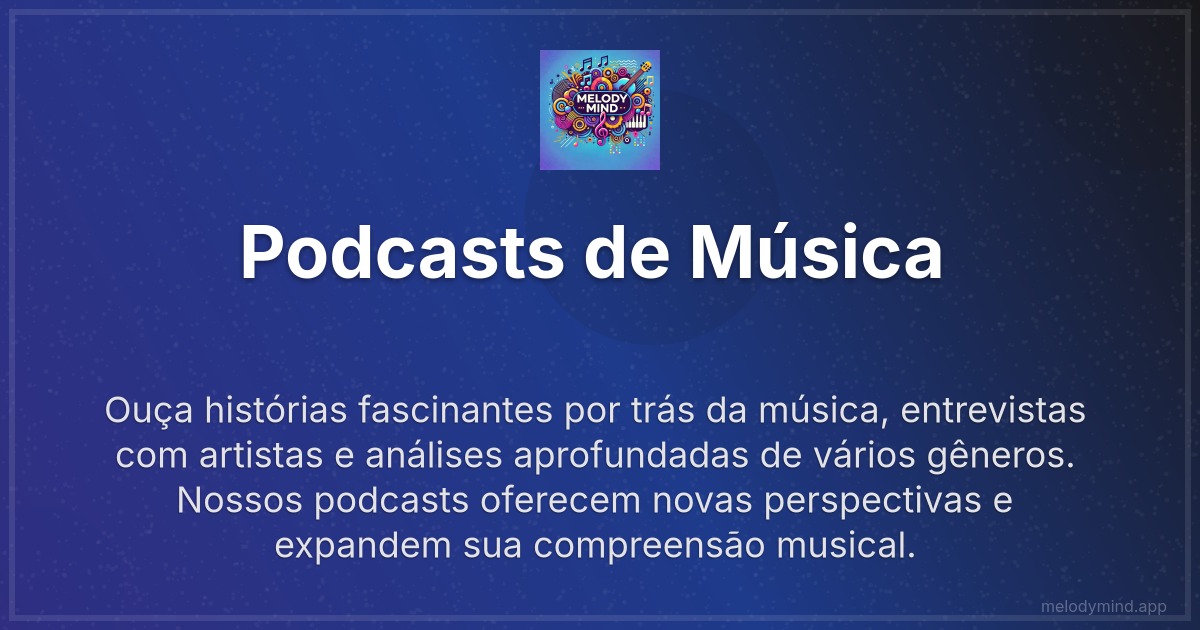 MELODY
MIND
Podcasts de Música
Ouça histórias fascinantes por trás da música, entrevistas
com artistas e análises aprofundadas de vários gêneros.
Nossos podcasts oferecem novas perspectivas e
expandem sua compreensão musical.
melodymind.app